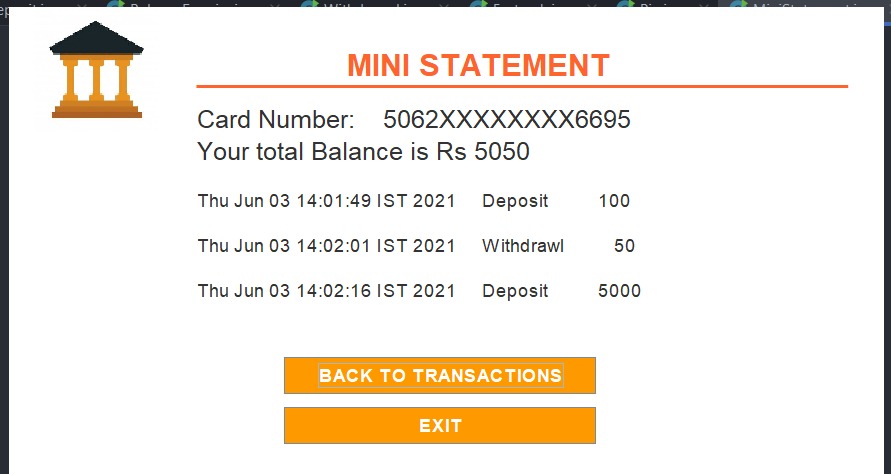 MINI STATEMENT
Card Number: 5062XXXXXXXX6695
Your total Balance is Rs 5050
Thu Jun 03 14:01:49 IST 2021 Deposit 100
Thu Jun 03 14:02:01 IST 2021 Withdrawl 50
Thu Jun 03 14:02:16 IST 2021 Deposit 5000
BACK TO TRANSACTIONS
EXIT